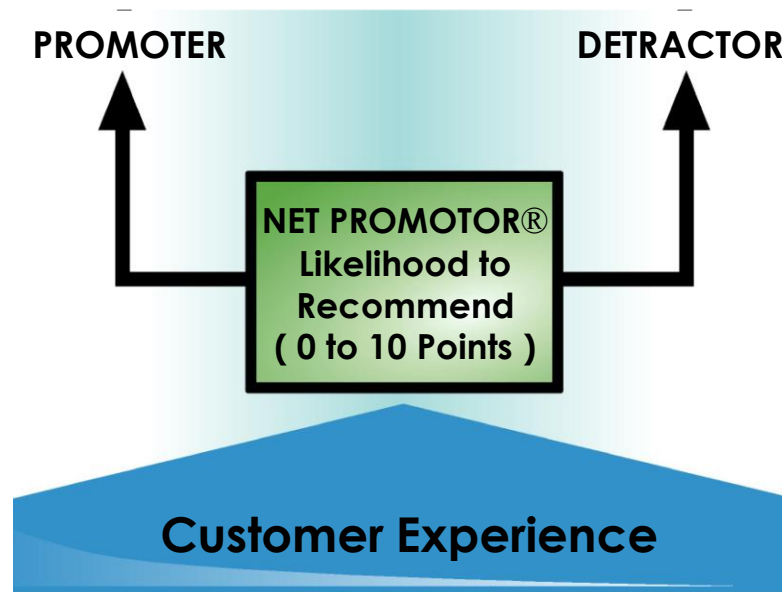 PROMOTER
DETRACTOR
NET PROMOTOR®
Likelihood to
Recommend
( 0 to 10 Points )
Customer Experience